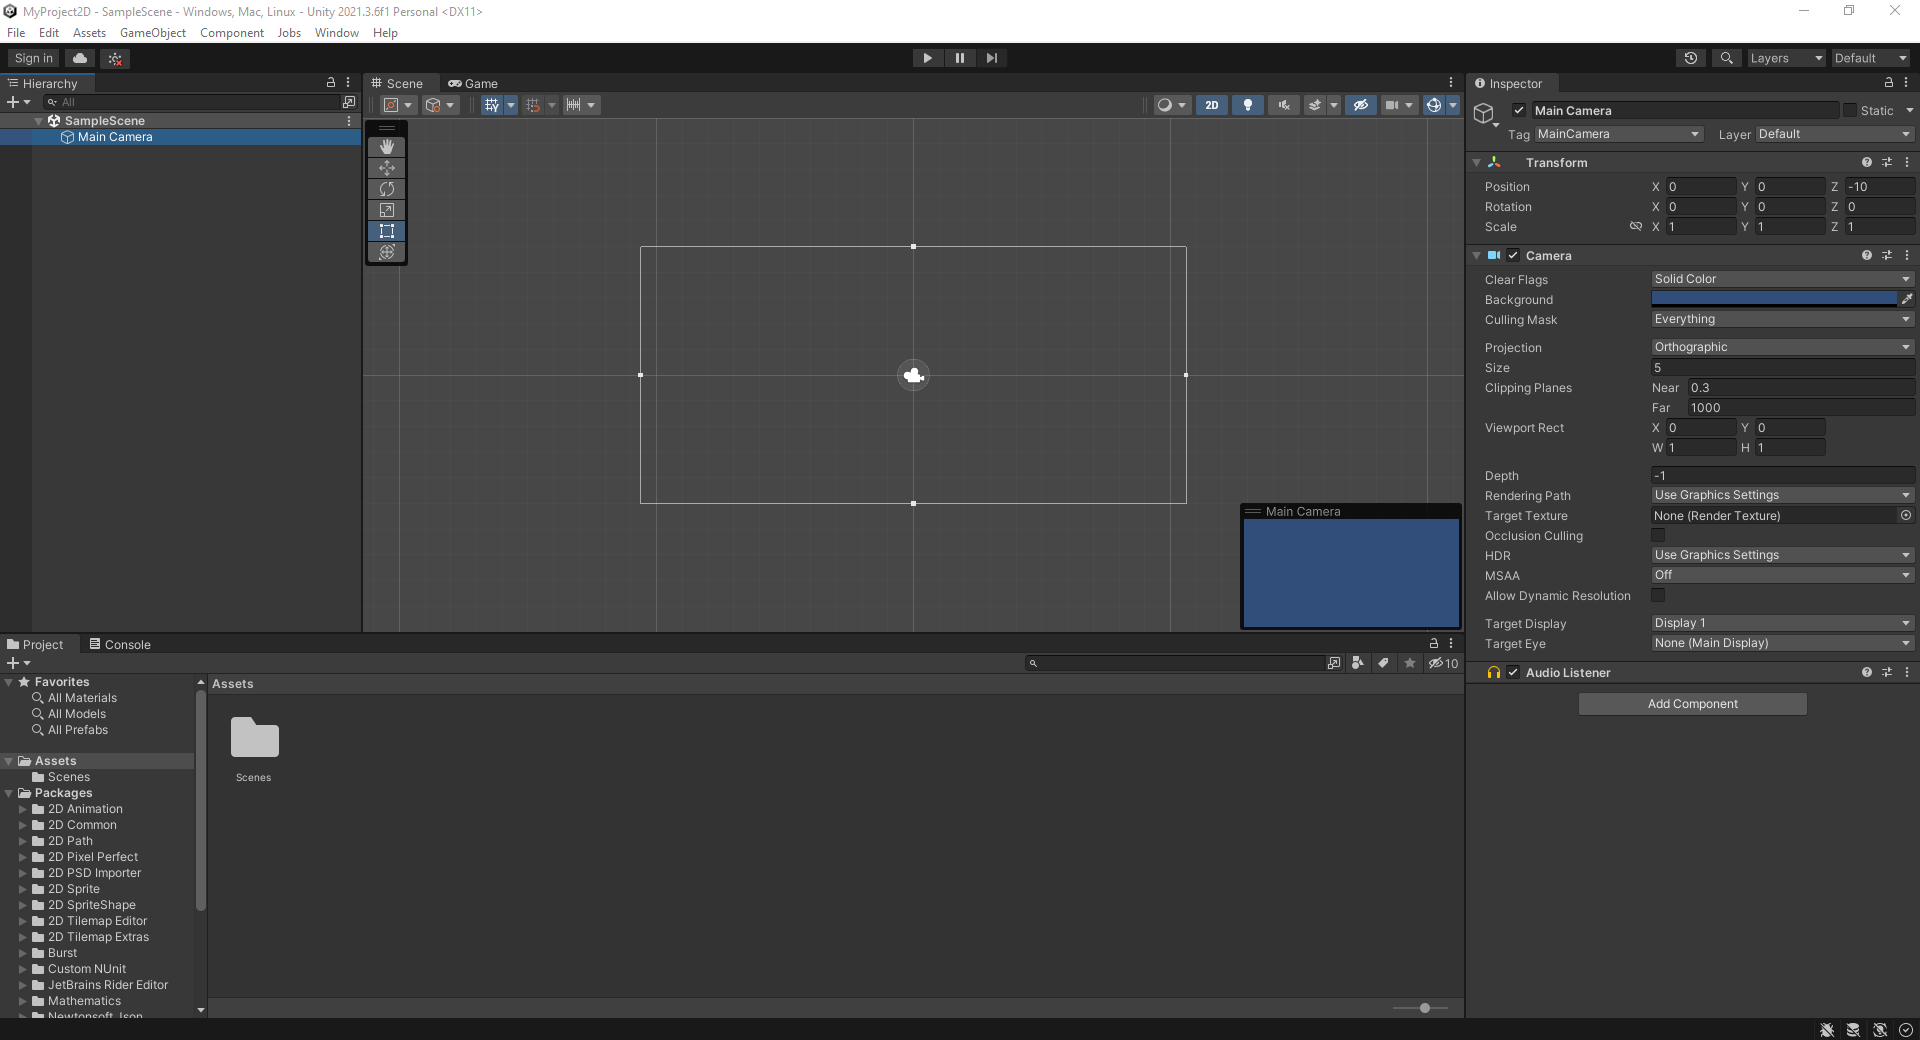 MyProject2D - SampleScene - Windows, Mac, Linux - Unity 2021.3.6f1 Personal <DX11>
File Edit Assets GameObject Component Jobs Window Help
Sign in Layers Default
Hierarchy
All
SampleScene
Main Camera
Scene Game
2D
Main Camera
Inspector
Main Camera Static
Tag MainCamera Layer Default
Transform
Position X 0 Y 0 Z -10
Rotation X 0 Y 0 Z 0
Scale X 1 Y 1 Z 1
Camera
Clear Flags Solid Color
Background
Culling Mask Everything
Projection Orthographic
Size 5
Clipping Planes Near 0.3
Far 1000
Viewport Rect X 0 Y 0
W 1 H 1
Depth -1
Rendering Path Use Graphics Settings
Target Texture None (Render Texture)
Occlusion Culling
HDR Use Graphics Settings
MSAA Off
Allow Dynamic Resolution
Target Display Display 1
Target Eye None (Main Display)
Audio Listener
Add Component
Project Console
10
Favorites
All Materials
All Models
All Prefabs
Assets
Scenes
Packages
2D Animation
2D Common
2D Path
2D Pixel Perfect
2D PSD Importer
2D Sprite
2D SpriteShape
2D Tilemap Editor
2D Tilemap Extras
Burst
Custom NUnit
JetBrains Rider Editor
Mathematics
Newtonsoft Json
Assets
Scenes